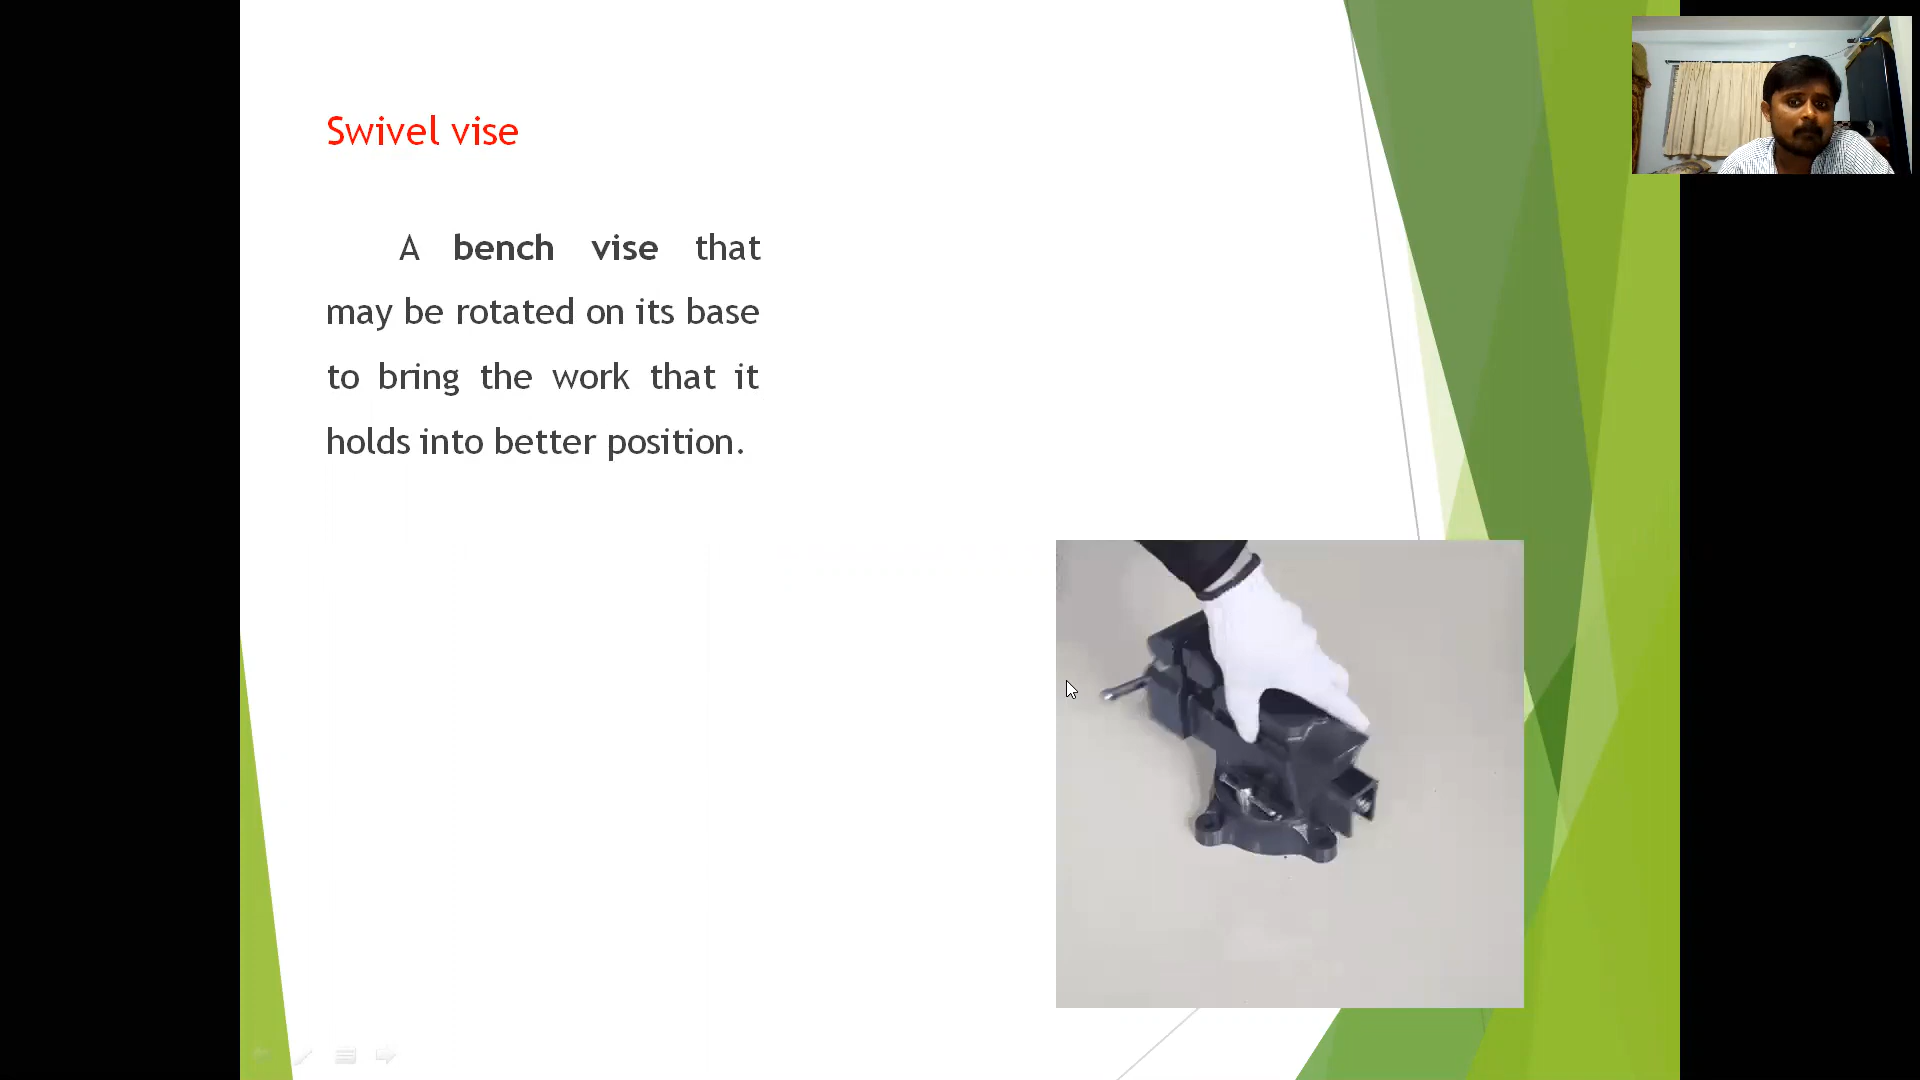 Swivel vise
A bench vise that
may be rotated on its base
to bring the work that it
holds into better position.